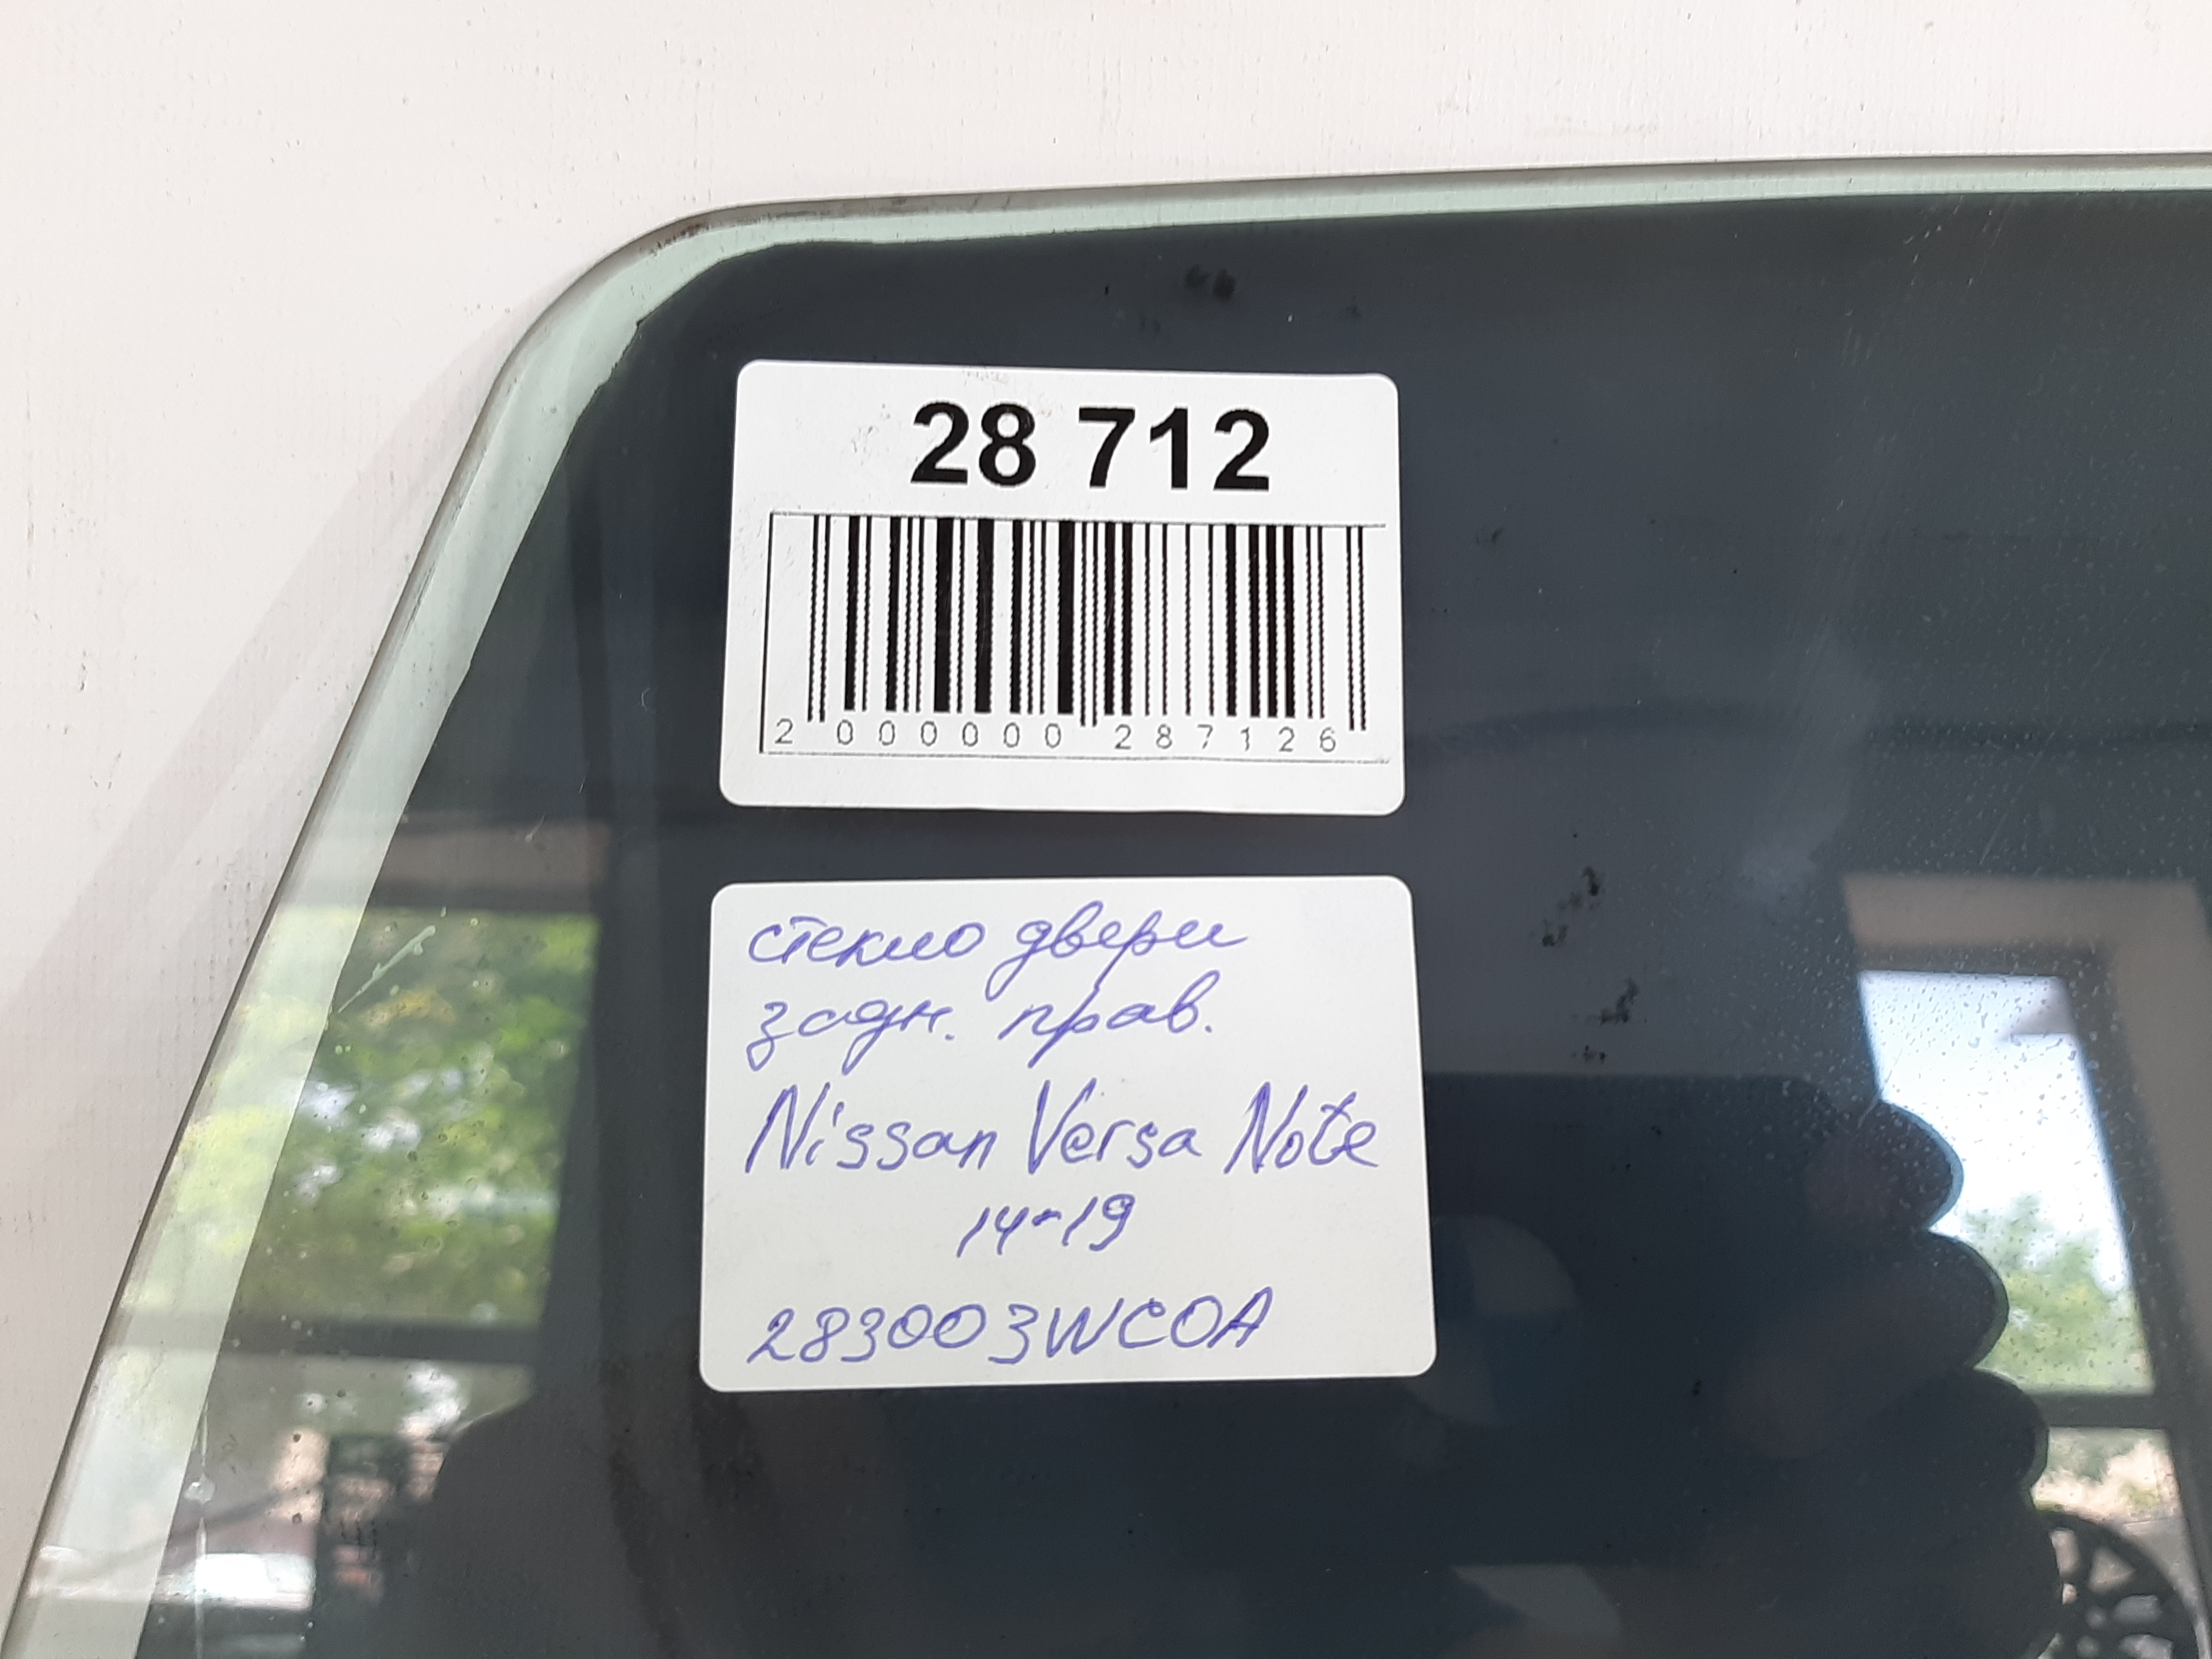 28 712
2 000000 287126
стекло двери
задн. прав.
Nissan Versa Note
14-19
283003WC0A